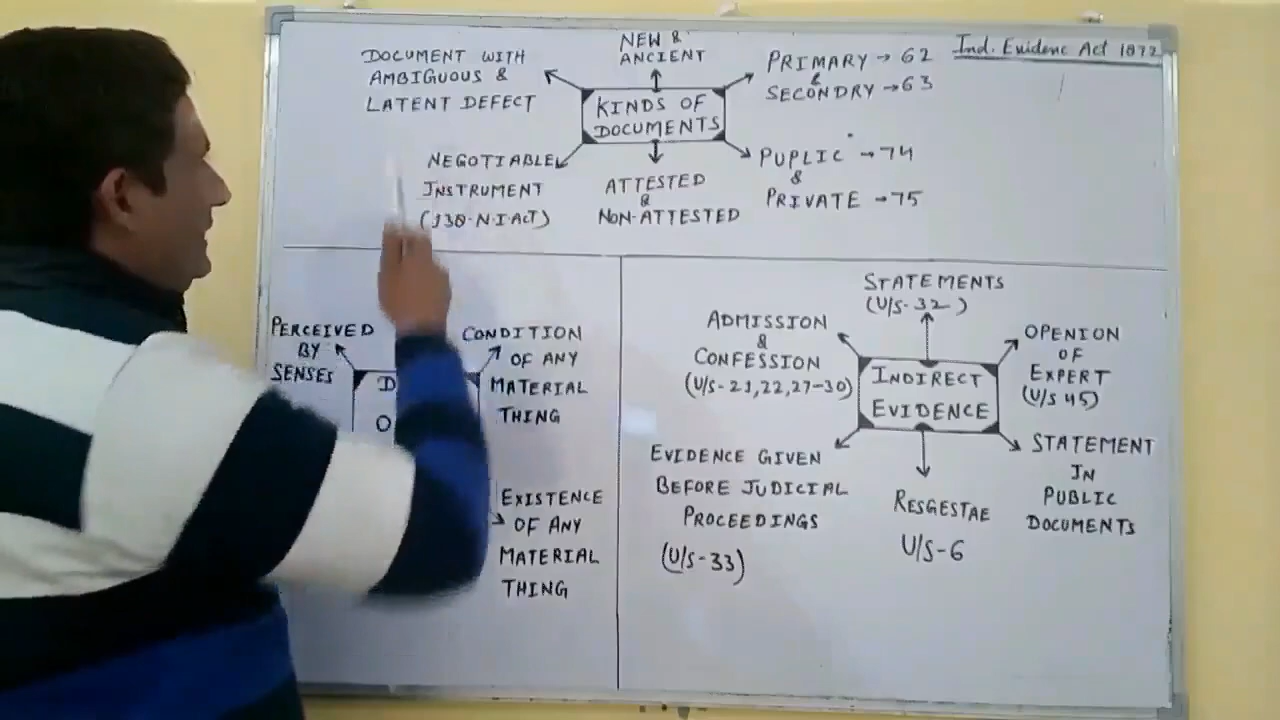 Ind. Evidenc Act 1872
KINDS OF
DOCUMENTS
DOCUMENT WITH
AMBIGUOUS &
LATENT DEFECT
NEW &
ANCIENT
PRIMARY → 62
&
SECONDRY → 63
PUPLIC → 74
&
PRIVATE → 75
ATTESTED
&
NON-ATTESTED
NEGOTIABLE
INSTRUMENT
(138-N.I.ACT)
PERCEIVED
BY
SENSES
CONDITION
OF ANY
MATERIAL
THING
D
O
EXISTENCE
OF ANY
MATERIAL
THING
INDIRECT
EVIDENCE
STATEMENTS
(U/S-32)
ADMISSION
&
CONFESSION
(U/S-21,22,27-30)
OPENION
OF
EXPERT
(U/S 45)
EVIDENCE GIVEN
BEFORE JUDICIAL
PROCEEDINGS
(U/S-33)
RESGESTAE
U/S-6
STATEMENT
IN
PUBLIC
DOCUMENTS